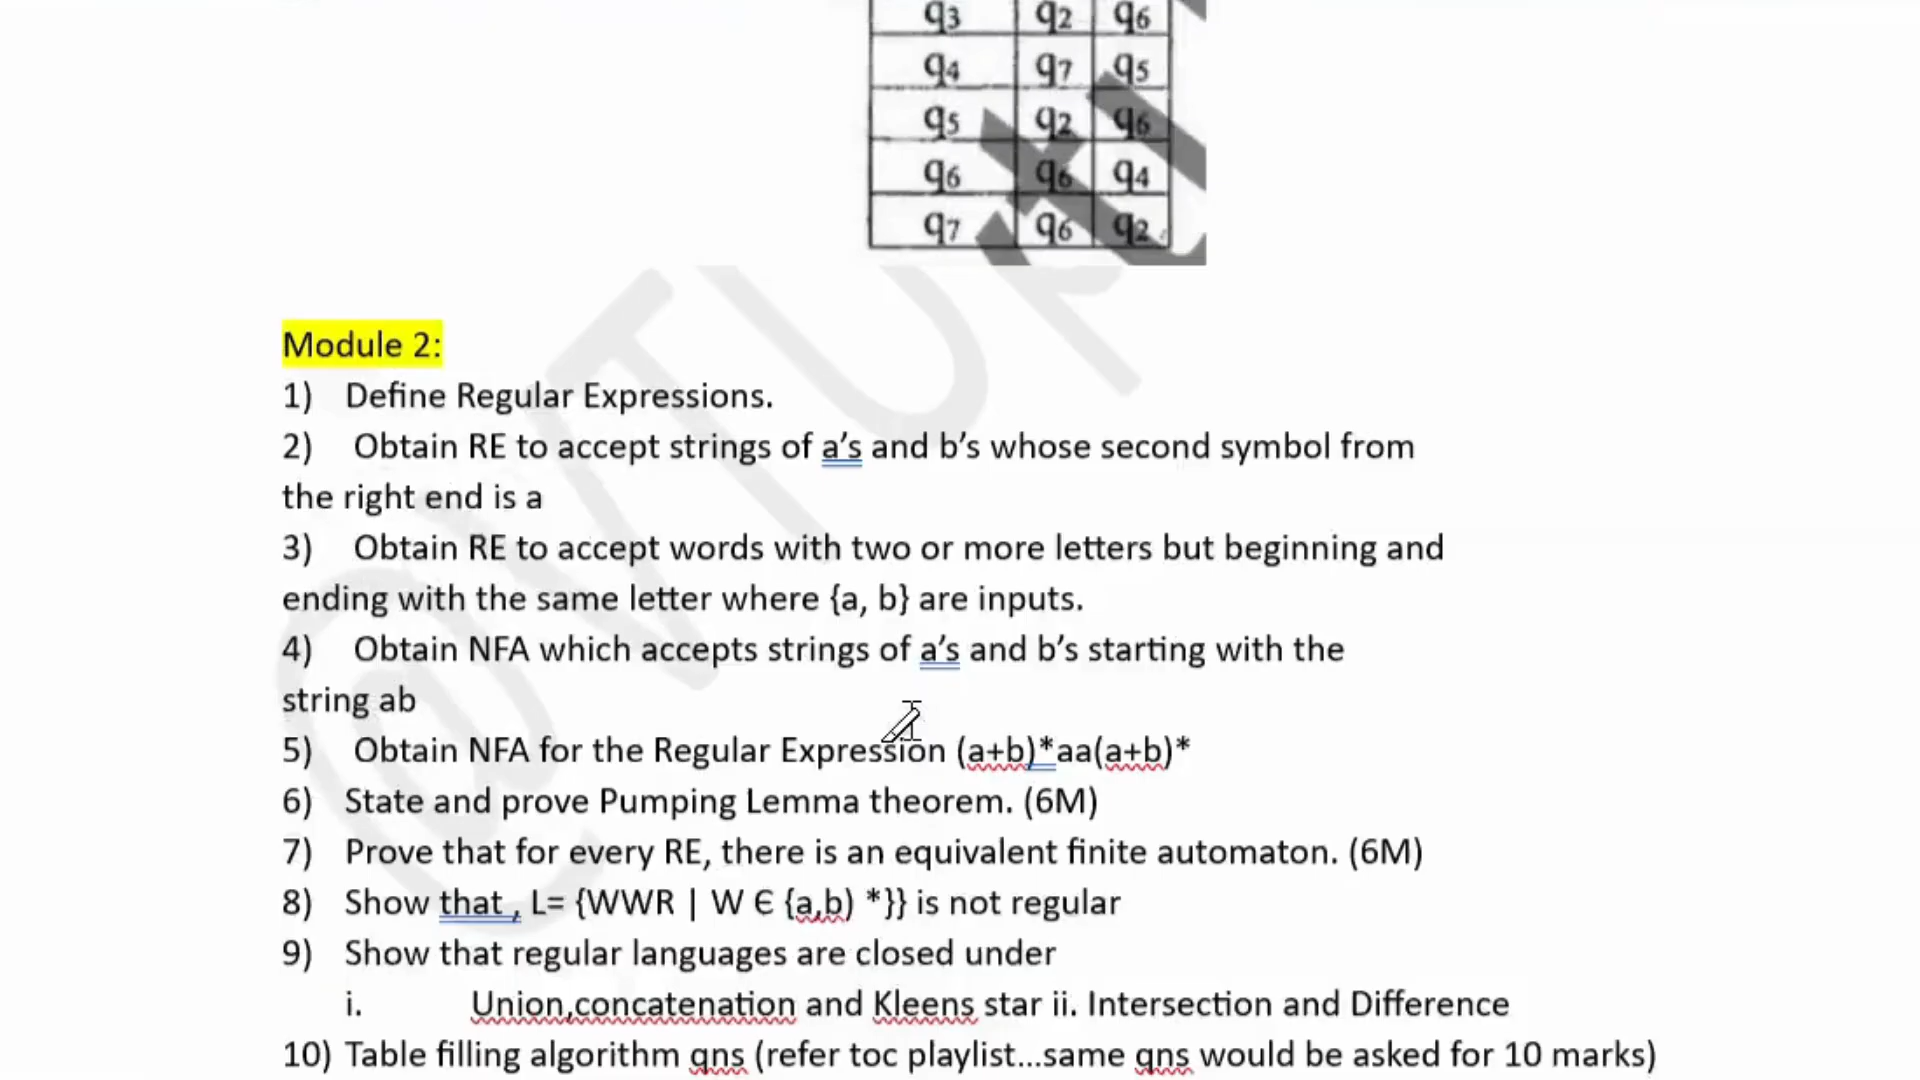 q3 q2 q6
q4 q7 q5
q5 q2 q6
q6 q6 q4
q7 q6 q2
@VTU
Module 2:
1) Define Regular Expressions.
2) Obtain RE to accept strings of a's and b's whose second symbol from
the right end is a
3) Obtain RE to accept words with two or more letters but beginning and
ending with the same letter where {a, b} are inputs.
4) Obtain NFA which accepts strings of a's and b's starting with the
string ab
5) Obtain NFA for the Regular Expression (a+b)*aa(a+b)*
6) State and prove Pumping Lemma theorem. (6M)
7) Prove that for every RE, there is an equivalent finite automaton. (6M)
8) Show that , L= {WWR | W Є {a,b) *}} is not regular
9) Show that regular languages are closed under
i. Union,concatenation and Kleens star ii. Intersection and Difference
10) Table filling algorithm qns (refer toc playlist...same qns would be asked for 10 marks)